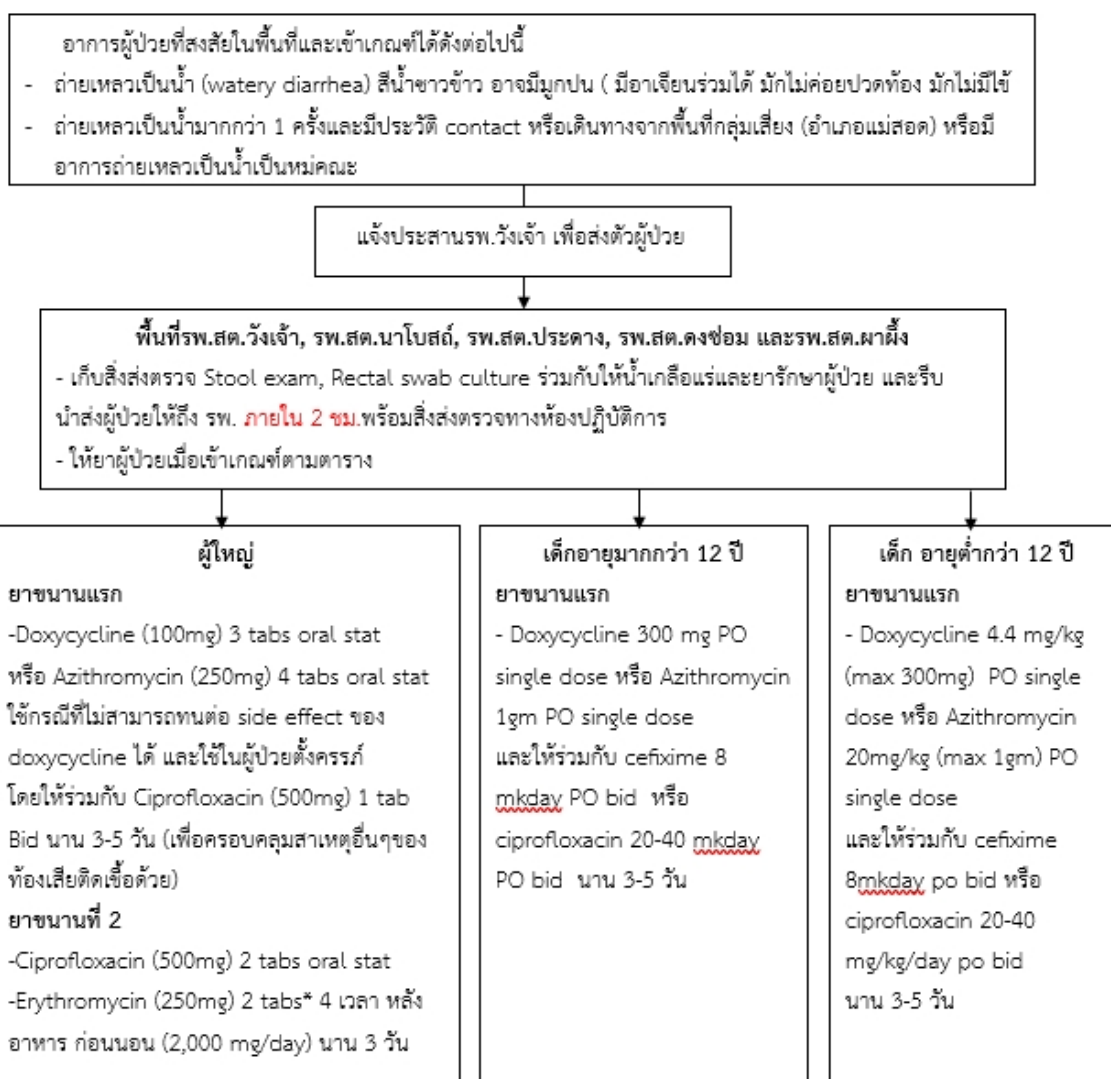 อาการผู้ป่วยที่สงสัยในพื้นที่และเข้าเกณฑ์ได้ดังต่อไปนี้
- ถ่ายเหลวเป็นน้ำ (watery diarrhea) สีน้ำซาวข้าว อาจมีมูกปน ( มีอาเจียนร่วมได้ มักไม่ค่อยปวดท้อง มักไม่มีไข้
- ถ่ายเหลวเป็นน้ำมากกว่า 1 ครั้งและมีประวัติ contact หรือเดินทางจากพื้นที่กลุ่มเสี่ยง (อำเภอแม่สอด) หรือมี
อาการถ่ายเหลวเป็นน้ำเป็นหมู่คณะ
แจ้งประสานรพ.วังเจ้า เพื่อส่งตัวผู้ป่วย
พื้นที่รพ.สต.วังเจ้า, รพ.สต.นาโบสถ์, รพ.สต.ประดาง, รพ.สต.ดงซ่อม และรพ.สต.ผาผึ้ง
- เก็บสิ่งส่งตรวจ Stool exam, Rectal swab culture ร่วมกับให้น้ำเกลือแร่และยารักษาผู้ป่วย และรีบ
นำส่งผู้ป่วยให้ถึง รพ. ภายใน 2 ชม.พร้อมสิ่งส่งตรวจทางห้องปฏิบัติการ
- ให้ยาผู้ป่วยเมื่อเข้าเกณฑ์ตามตาราง
ผู้ใหญ่
ยาขนานแรก
-Doxycycline (100mg) 3 tabs oral stat
หรือ Azithromycin (250mg) 4 tabs oral stat
ใช้กรณีที่ไม่สามารถทนต่อ side effect ของ
doxycycline ได้ และใช้ในผู้ป่วยตั้งครรภ์
โดยให้ร่วมกับ Ciprofloxacin (500mg) 1 tab
Bid นาน 3-5 วัน (เพื่อครอบคลุมสาเหตุอื่นๆของ
ท้องเสียติดเชื้อด้วย)
ยาขนานที่ 2
-Ciprofloxacin (500mg) 2 tabs oral stat
-Erythromycin (250mg) 2 tabs* 4 เวลา หลัง
อาหาร ก่อนนอน (2,000 mg/day) นาน 3 วัน
เด็กอายุมากกว่า 12 ปี
ยาขนานแรก
- Doxycycline 300 mg PO
single dose หรือ Azithromycin
1gm PO single dose
และให้ร่วมกับ cefixime 8
mkday PO bid หรือ
ciprofloxacin 20-40 mkday
PO bid นาน 3-5 วัน
เด็ก อายุต่ำกว่า 12 ปี
ยาขนานแรก
- Doxycycline 4.4 mg/kg
(max 300mg) PO single
dose หรือ Azithromycin
20mg/kg (max 1gm) PO
single dose
และให้ร่วมกับ cefixime
8mkday po bid หรือ
ciprofloxacin 20-40
mg/kg/day po bid
นาน 3-5 วัน